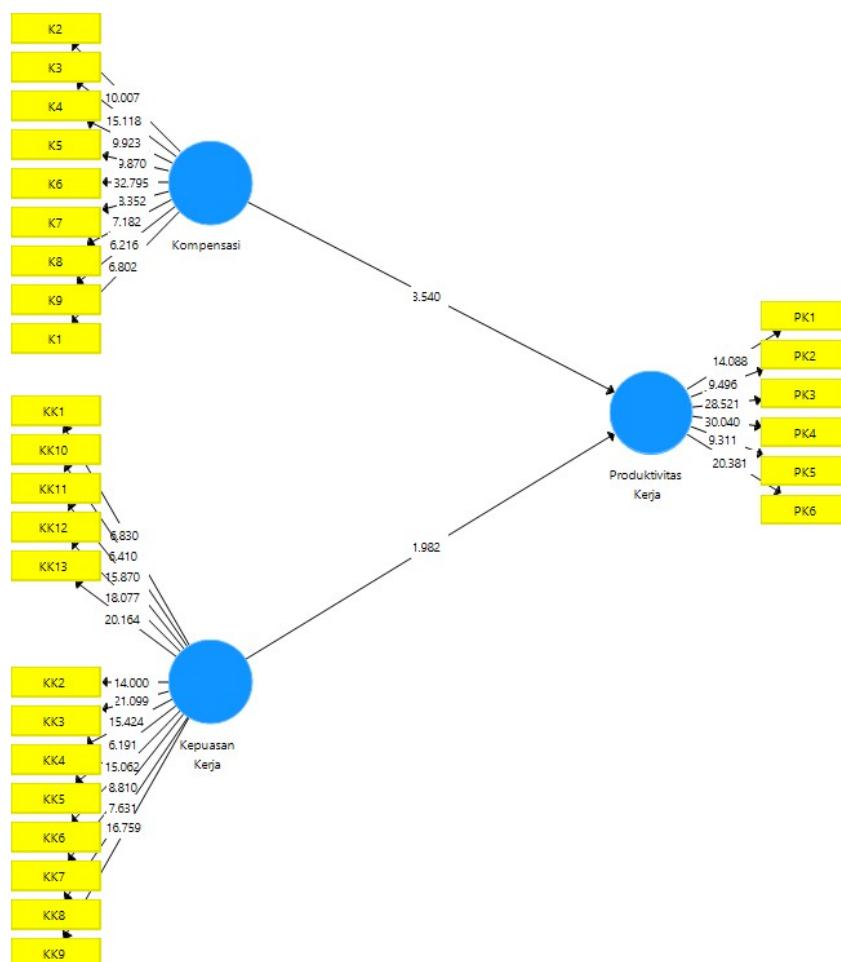 K2
K3
K4
K5
K6
K7
K8
K9
K1
10.007
15.118
9.923
9.870
32.795
3.352
7.182
6.216
6.802
Kompensasi
3.540
KK1
KK10
KK11
KK12
KK13
6.830
6.410
15.870
18.077
20.164
KK2
KK3
KK4
KK5
KK6
KK7
KK8
KK9
14.000
21.099
15.424
6.191
15.062
8.810
7.631
16.759
Kepuasan
Kerja
1.982
Produktivitas
Kerja
14.088
9.496
28.521
30.040
9.311
20.381
PK1
PK2
PK3
PK4
PK5
PK6